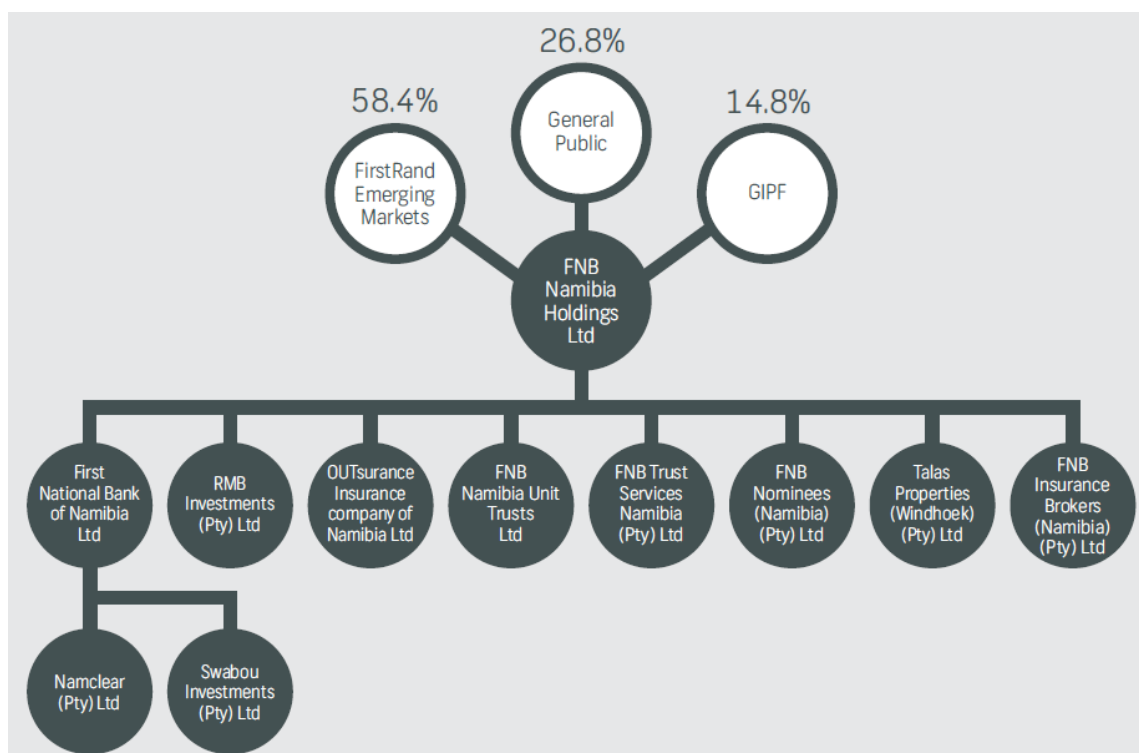 26.8%
58.4%
14.8%
General
Public
FirstRand
Emerging
Markets
GIPF
FNB
Namibia
Holdings
Ltd
First
National Bank
of Namibia
Ltd
RMB
Investments
(Pty) Ltd
OUTsurance
Insurance
company of
Namibia Ltd
FNB
Namibia Unit
Trusts
Ltd
FNB Trust
Services
Namibia
(Pty) Ltd
FNB
Nominees
(Namibia)
(Pty) Ltd
Talas
Properties
(Windhoek)
(Pty) Ltd
FNB
Insurance
Brokers
(Namibia)
(Pty) Ltd
Namclear
(Pty) Ltd
Swabou
Investments
(Pty) Ltd